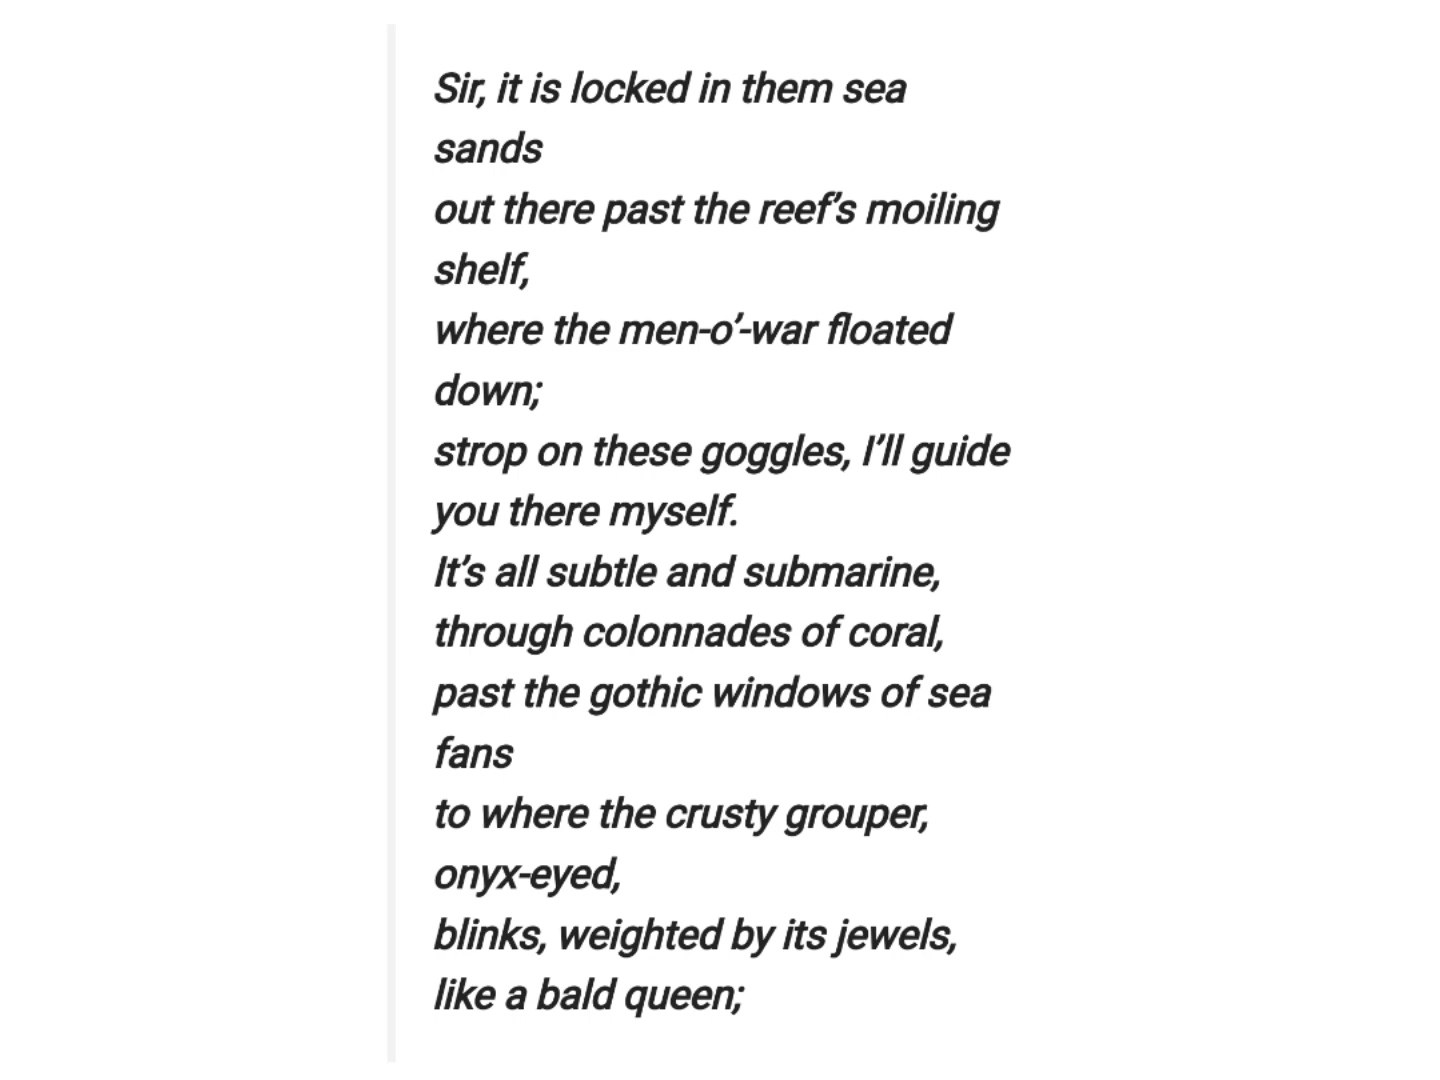 Sir, it is locked in them sea
sands
out there past the reef’s moiling
shelf,
where the men-o’-war floated
down;
strop on these goggles, I’ll guide
you there myself.
It’s all subtle and submarine,
through colonnades of coral,
past the gothic windows of sea
fans
to where the crusty grouper,
onyx-eyed,
blinks, weighted by its jewels,
like a bald queen;